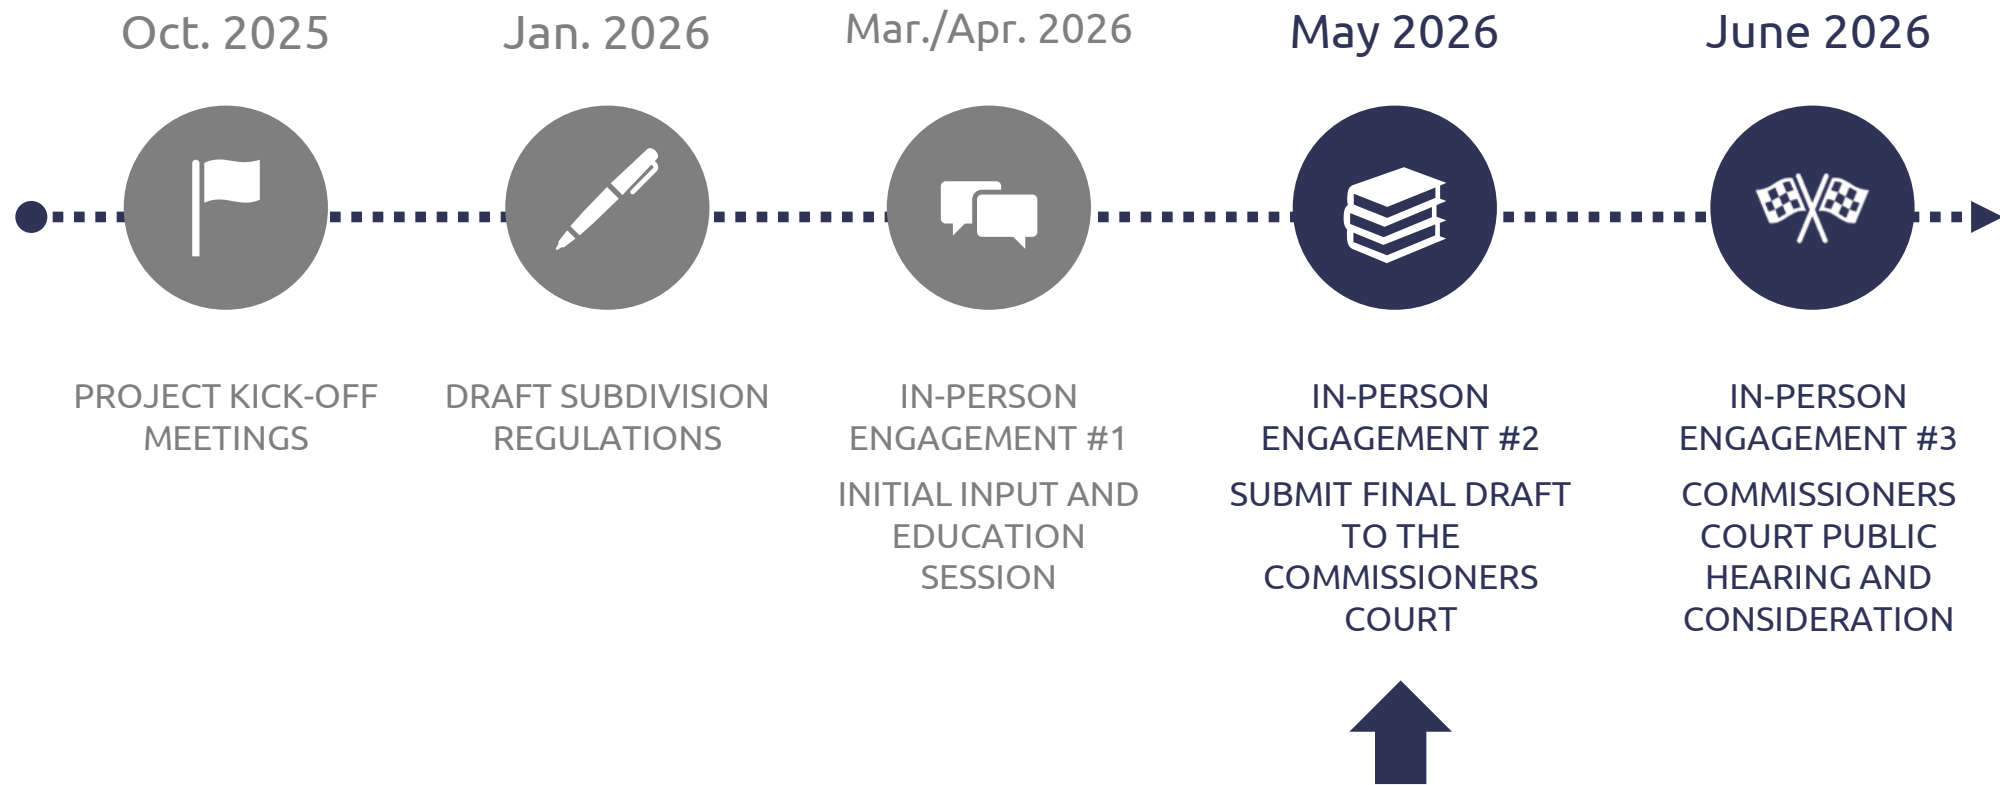 Oct. 2025
PROJECT KICK-OFF
MEETINGS
Jan. 2026
DRAFT SUBDIVISION
REGULATIONS
Mar./Apr. 2026
IN-PERSON
ENGAGEMENT #1
INITIAL INPUT AND
EDUCATION
SESSION
May 2026
IN-PERSON
ENGAGEMENT #2
SUBMIT FINAL DRAFT
TO THE
COMMISSIONERS
COURT
June 2026
IN-PERSON
ENGAGEMENT #3
COMMISSIONERS
COURT PUBLIC
HEARING AND
CONSIDERATION